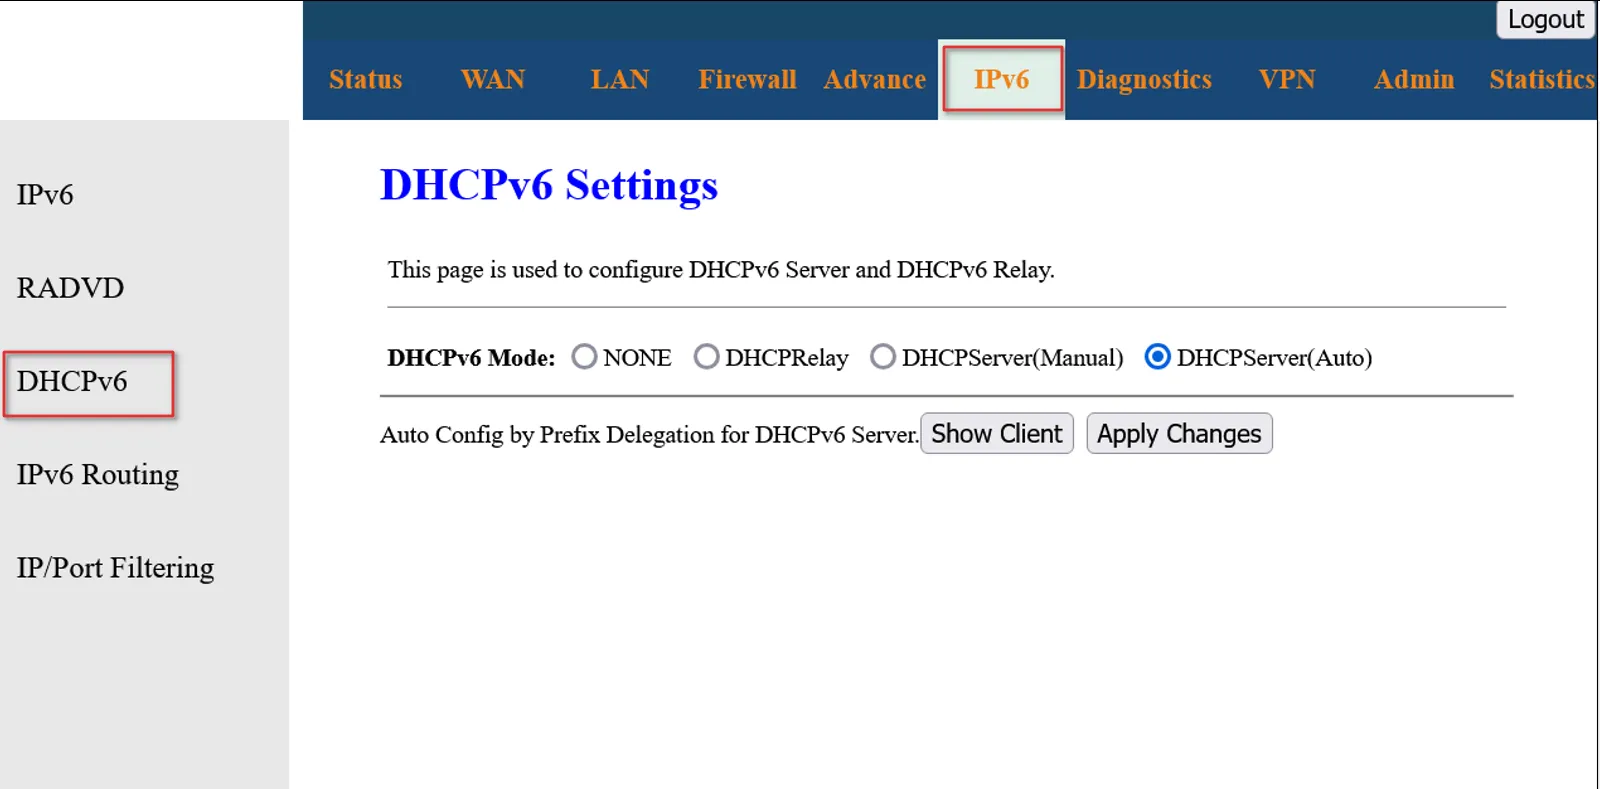 Logout
Status WAN LAN Firewall Advance IPv6 Diagnostics VPN Admin Statistics
IPv6
RADVD
DHCPv6
IPv6 Routing
IP/Port Filtering
DHCPv6 Settings
This page is used to configure DHCPv6 Server and DHCPv6 Relay.
DHCPv6 Mode: NONE DHCPRelay DHCPServer(Manual) DHCPServer(Auto)
Auto Config by Prefix Delegation for DHCPv6 Server. Show Client Apply Changes